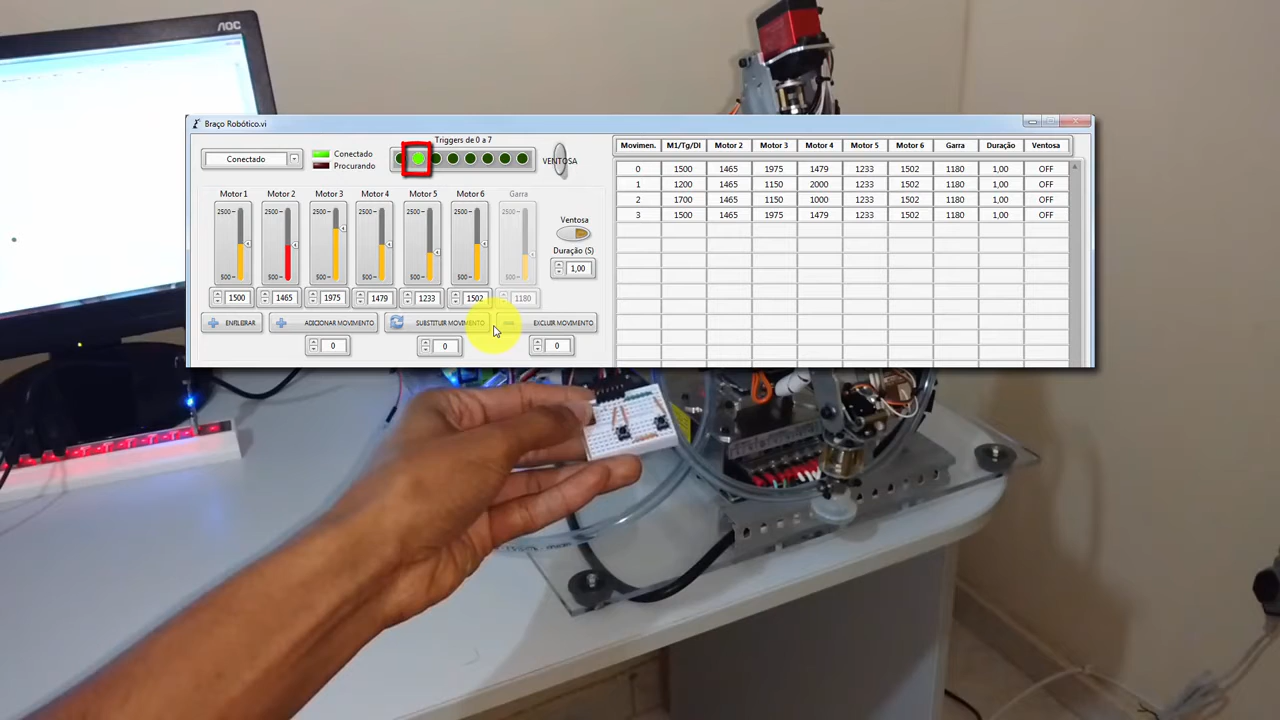 AOC
Braço Robótico.vi
Triggers de 0 a 7
Conectado
Conectado
Procurando
VENTOSA
Motor 1 Motor 2 Motor 3 Motor 4 Motor 5 Motor 6 Garra
2500 2500 2500 2500 2500 2500 2500
500 500 500 500 500 500 500
1500 1465 1975 1479 1233 1502 1180
Ventosa
Duração (S)
1,00
ENFILEIRAR ADICIONAR MOVIMENTO SUBSTITUIR MOVIMENTO EXCLUIR MOVIMENTO
0 0 0
Movimen. M1/Tg/DI Motor 2 Motor 3 Motor 4 Motor 5 Motor 6 Garra Duração Ventosa
0 1500 1465 1975 1479 1233 1502 1180 1,00 OFF
1 1200 1465 1150 2000 1233 1502 1180 1,00 OFF
2 1700 1465 1150 1000 1233 1502 1180 1,00 OFF
3 1500 1465 1975 1479 1233 1502 1180 1,00 OFF